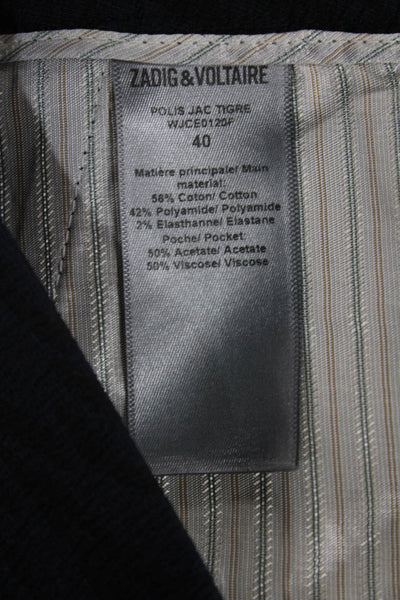 ZADIG & VOLTAIRE
POLIS JAC TIGRE
WJCE0120F
40
Matière principale/ Main
material:
56% Coton/ Cotton
42% Polyamide/ Polyamide
2% Elasthanne/ Elastane
Poche/ Pocket:
50% Acetate/ Acetate
50% Viscose/ Viscose